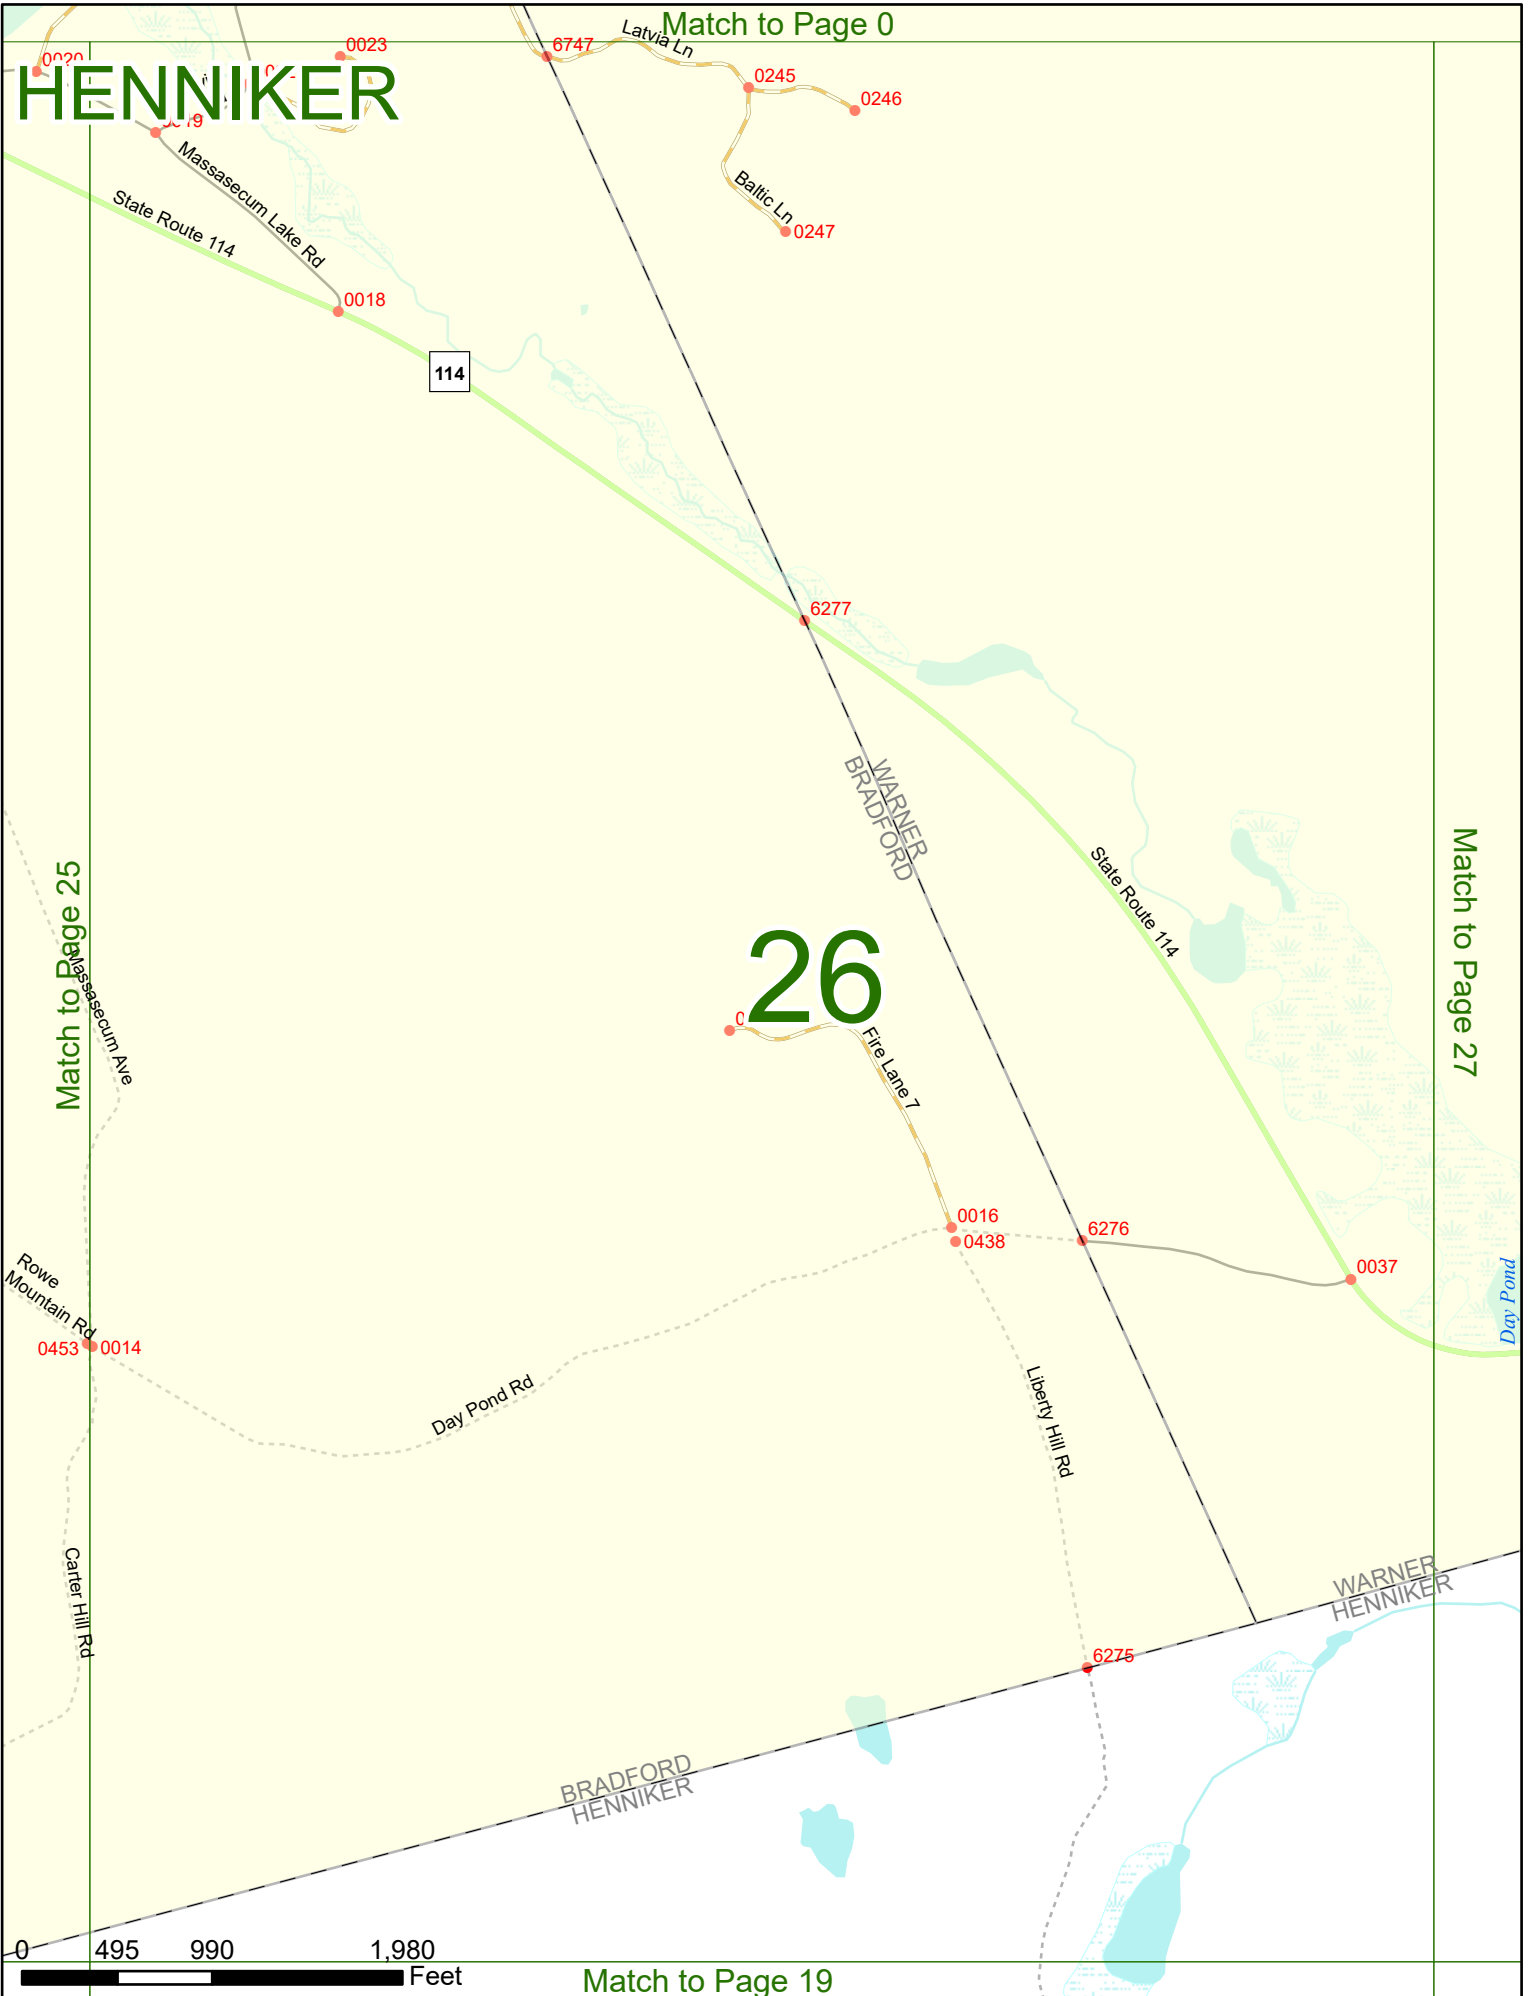 Match to Page 0
Latvia Ln
0023
6747
0020
HENNIKER
0245
0246
0019
Massasecum Lake Rd
State Route 114
Baltic Ln
0247
0018
114
6277
WARNER
BRADFORD
Match to Page 25
Massasecum Ave
State Route 114
Match to Page 27
26
Fire Lane 7
0016
0438
6276
0037
Day Pond
Rowe
Mountain Rd
0453
0014
Day Pond Rd
Liberty Hill Rd
Carter Hill Rd
WARNER
HENNIKER
6275
BRADFORD
HENNIKER
0 495 990 1,980
Feet
Match to Page 19